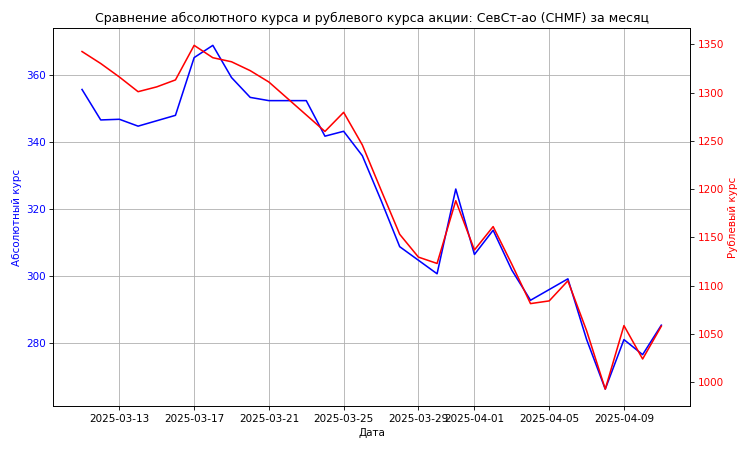 Сравнение абсолютного курса и рублевого курса акции: СевСт-ао (CHMF) за месяц
360
340
320
300
280
Абсолютный курс
1350
1300
1250
1200
1150
1100
1050
1000
Рублевый курс
2025-03-13 2025-03-17 2025-03-21 2025-03-25 2025-03-29 2025-04-01 2025-04-05 2025-04-09
Дата